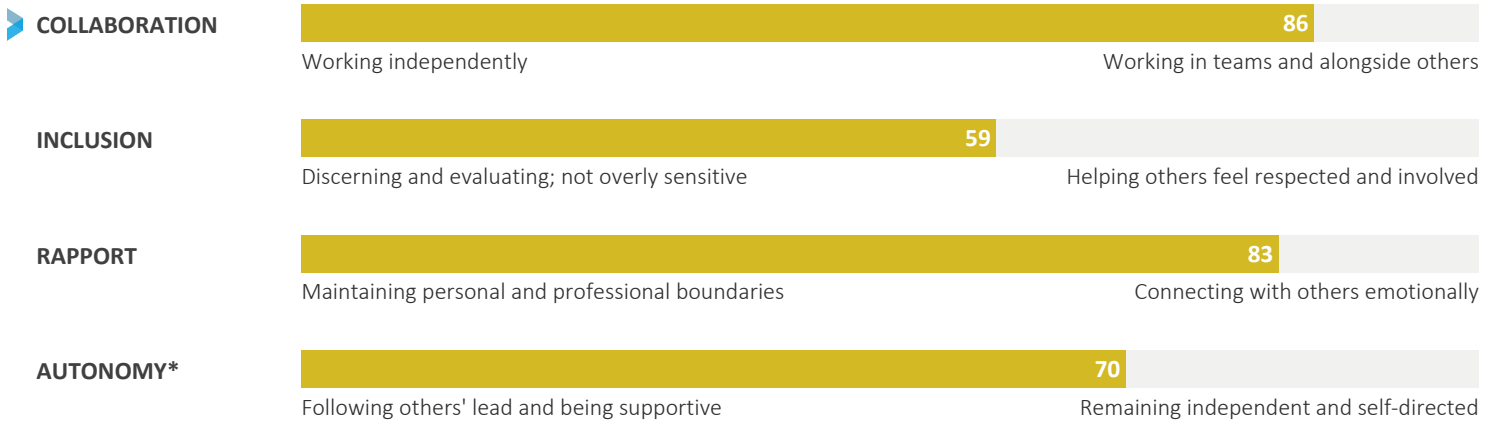 COLLABORATION 86
Working independently Working in teams and alongside others
INCLUSION 59
Discerning and evaluating; not overly sensitive Helping others feel respected and involved
RAPPORT 83
Maintaining personal and professional boundaries Connecting with others emotionally
AUTONOMY* 70
Following others' lead and being supportive Remaining independent and self-directed